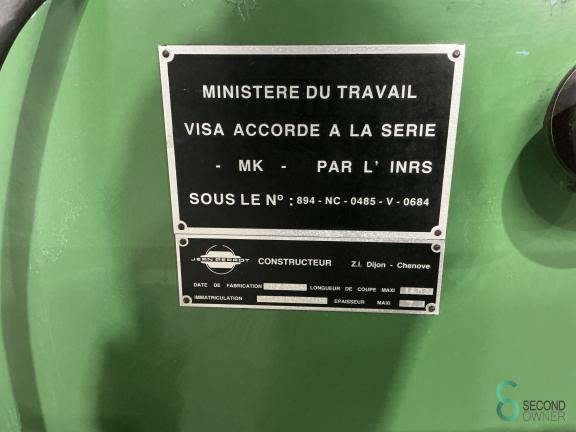 MINISTERE DU TRAVAIL
VISA ACCORDE A LA SERIE
- MK - PAR L' INRS
SOUS LE Nº : 894 - NC - 0485 - V - 0684
JEAN PERROT CONSTRUCTEUR Z.I. Dijon - Chenove
DATE DE FABRICATION LONGUEUR DE COUPE MAXI
IMMATRICULATION EPAISSEUR MAXI
SECOND
OWNER